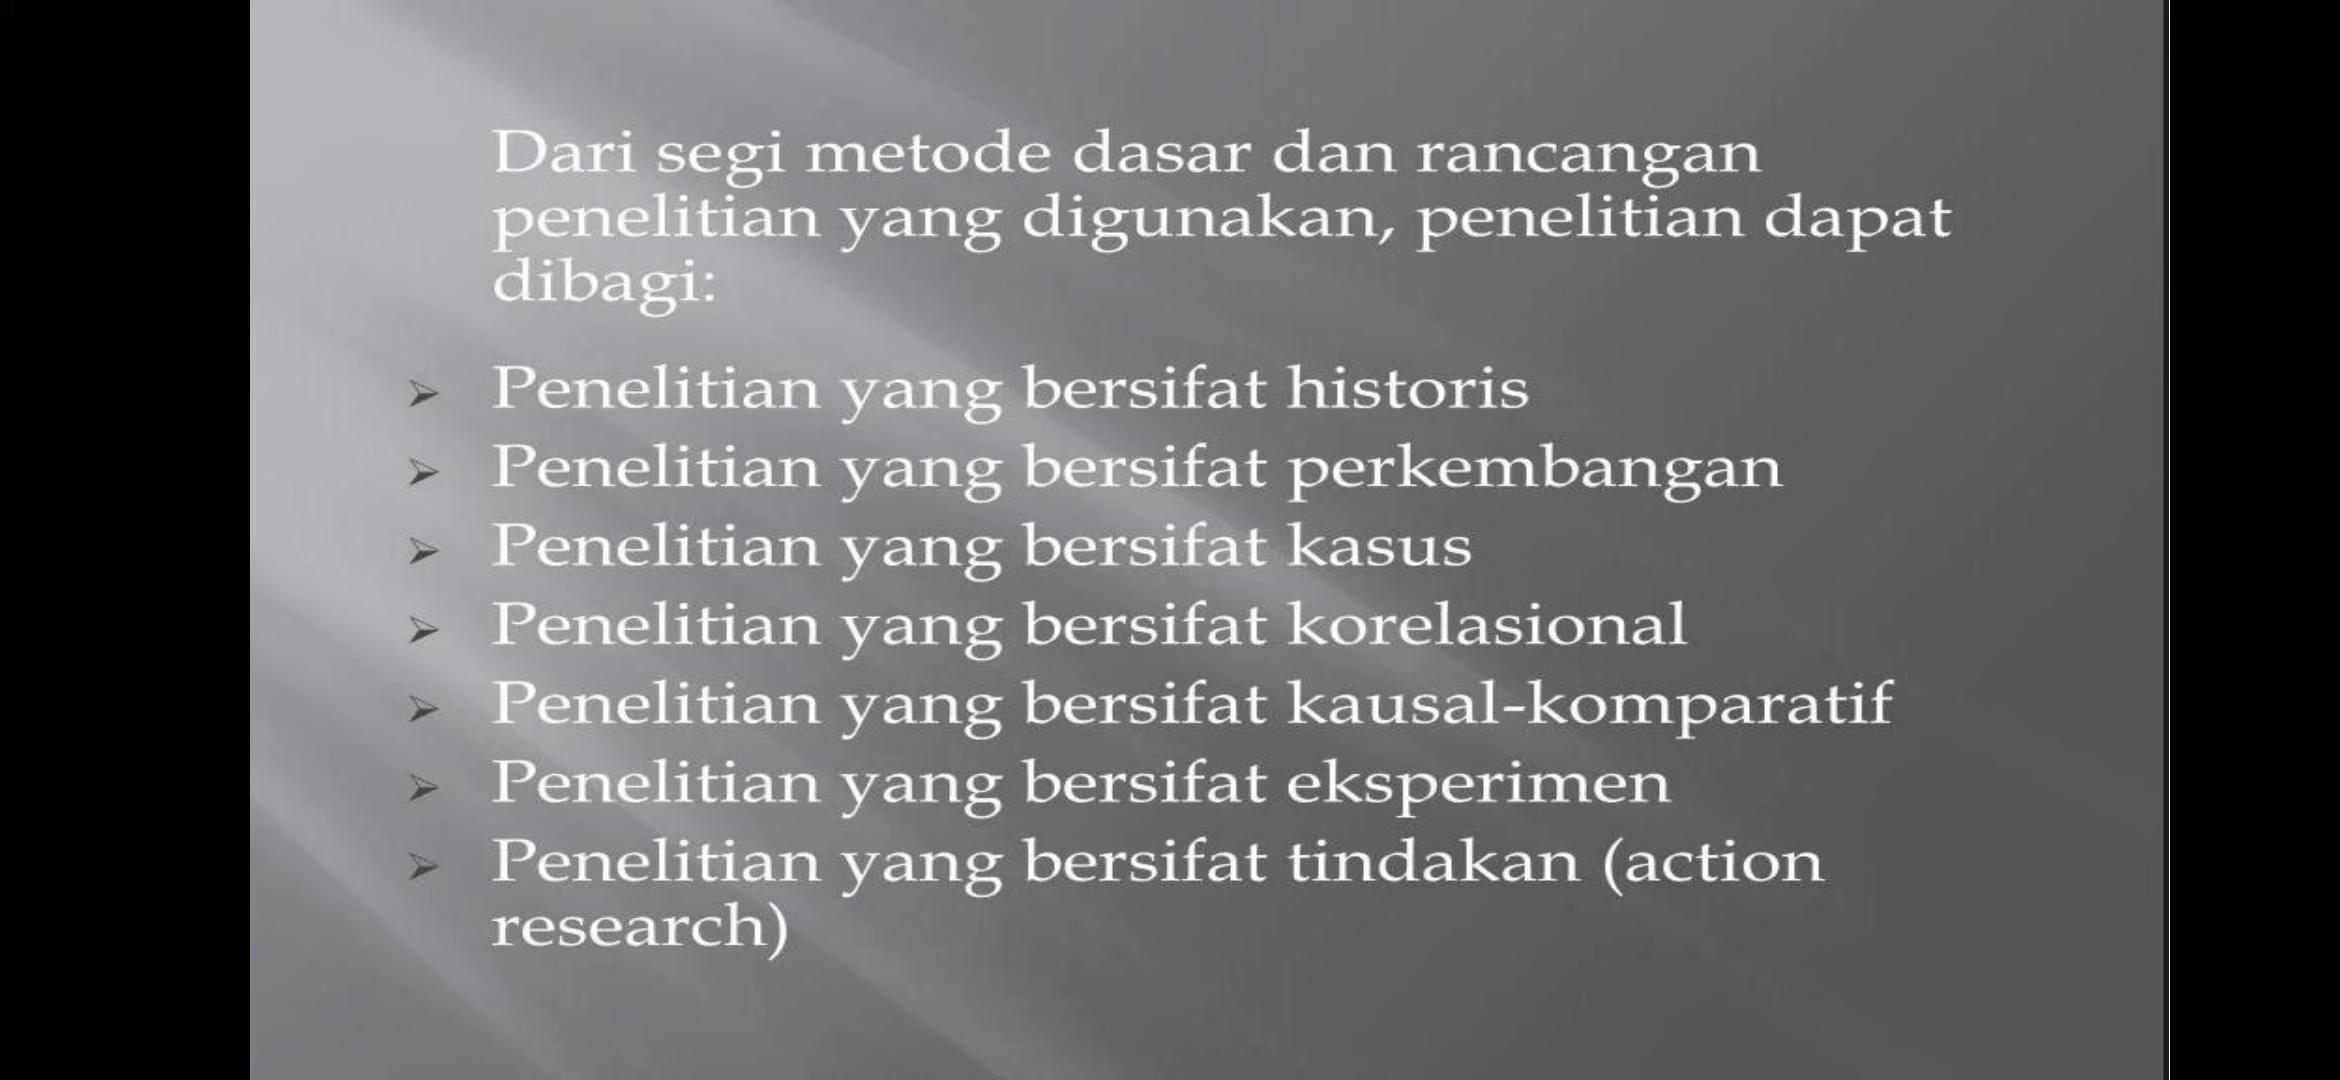 Dari segi metode dasar dan rancangan
penelitian yang digunakan, penelitian dapat
dibagi:
➢ Penelitian yang bersifat historis
➢ Penelitian yang bersifat perkembangan
➢ Penelitian yang bersifat kasus
➢ Penelitian yang bersifat korelasional
➢ Penelitian yang bersifat kausal-komparatif
➢ Penelitian yang bersifat eksperimen
➢ Penelitian yang bersifat tindakan (action
research)